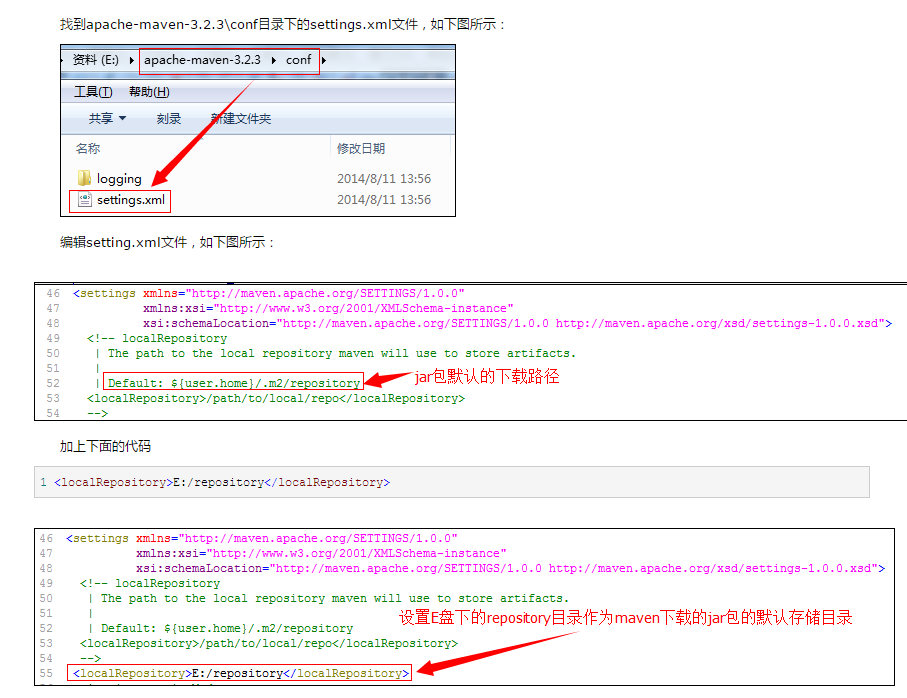 找到apache-maven-3.2.3\conf目录下的settings.xml文件，如下图所示：
资料 (E:) apache-maven-3.2.3 conf
工具(T) 帮助(H)
共享 刻录 新建文件夹
名称 修改日期
logging 2014/8/11 13:56
settings.xml 2014/8/11 13:56
编辑setting.xml文件，如下图所示：
46 <settings xmlns="http://maven.apache.org/SETTINGS/1.0.0"
47 xmlns:xsi="http://www.w3.org/2001/XMLSchema-instance"
48 xsi:schemaLocation="http://maven.apache.org/SETTINGS/1.0.0 http://maven.apache.org/xsd/settings-1.0.0.xsd">
49 <!-- localRepository
50 | The path to the local repository maven will use to store artifacts.
51 |
52 | Default: ${user.home}/.m2/repository jar包默认的下载路径
53 <localRepository>/path/to/local/repo</localRepository>
54 -->
加上下面的代码
1 <localRepository>E:/repository</localRepository>
46 <settings xmlns="http://maven.apache.org/SETTINGS/1.0.0"
47 xmlns:xsi="http://www.w3.org/2001/XMLSchema-instance"
48 xsi:schemaLocation="http://maven.apache.org/SETTINGS/1.0.0 http://maven.apache.org/xsd/settings-1.0.0.xsd">
49 <!-- localRepository
50 | The path to the local repository maven will use to store artifacts.
51 |
设置E盘下的repository目录作为maven下载的jar包的默认存储目录
52 | Default: ${user.home}/.m2/repository
53 <localRepository>/path/to/local/repo</localRepository>
54 -->
55 <localRepository>E:/repository</localRepository>